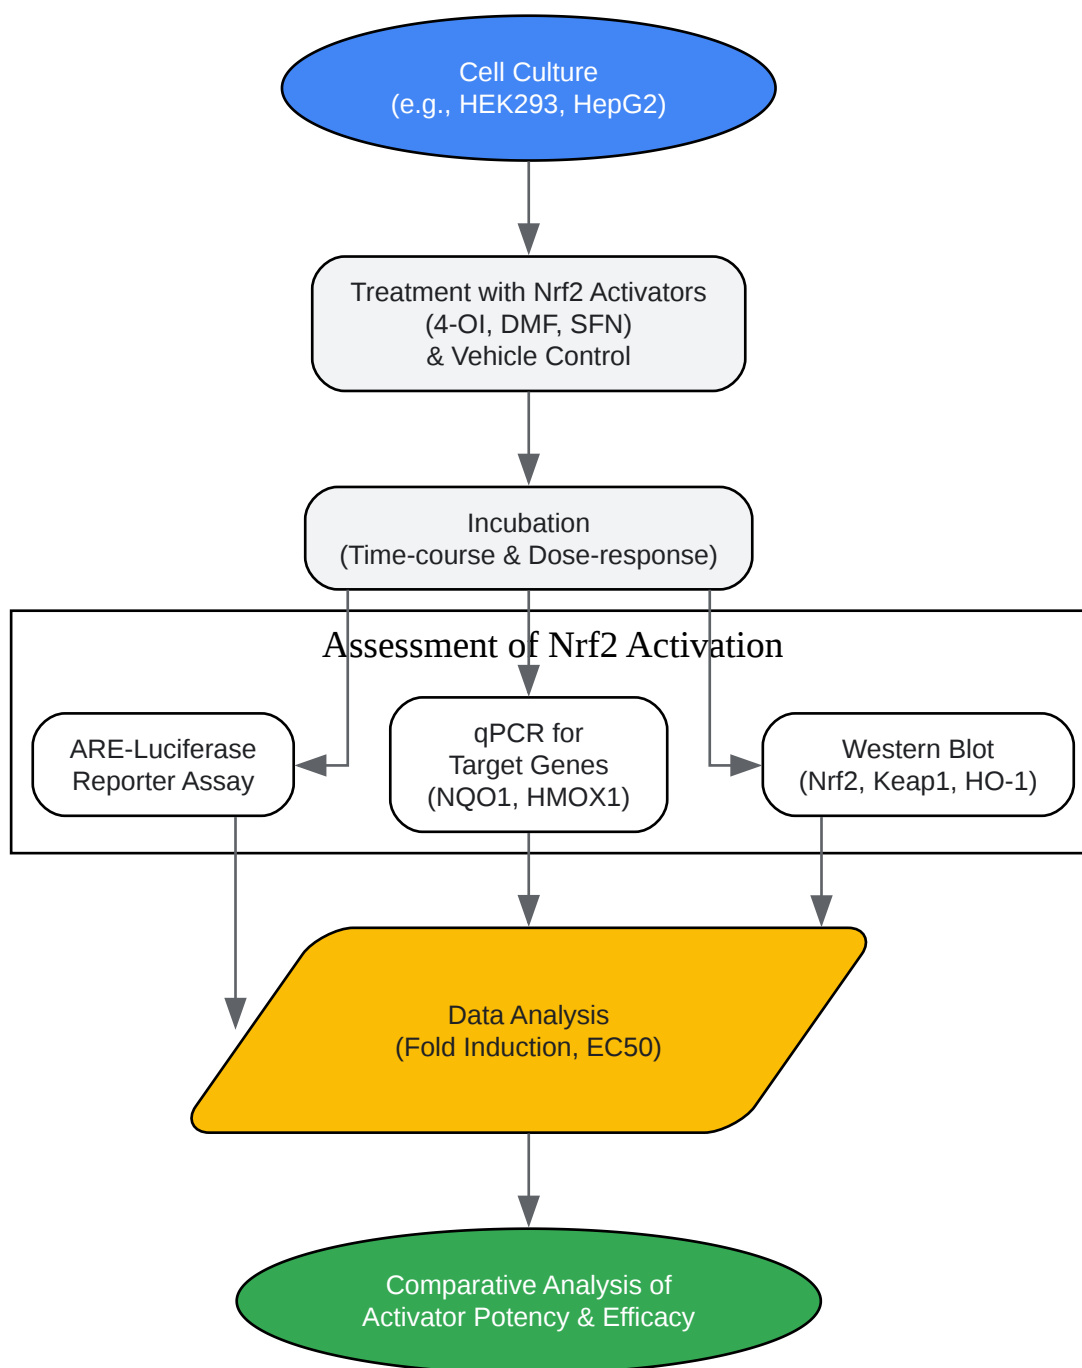 Cell Culture
(e.g., HEK293, HepG2)
Treatment with Nrf2 Activators
(4-OI, DMF, SFN)
& Vehicle Control
Incubation
(Time-course & Dose-response)
Assessment of Nrf2 Activation
ARE-Luciferase
Reporter Assay
qPCR for
Target Genes
(NQO1, HMOX1)
Western Blot
(Nrf2, Keap1, HO-1)
Data Analysis
(Fold Induction, EC50)
Comparative Analysis of
Activator Potency & Efficacy